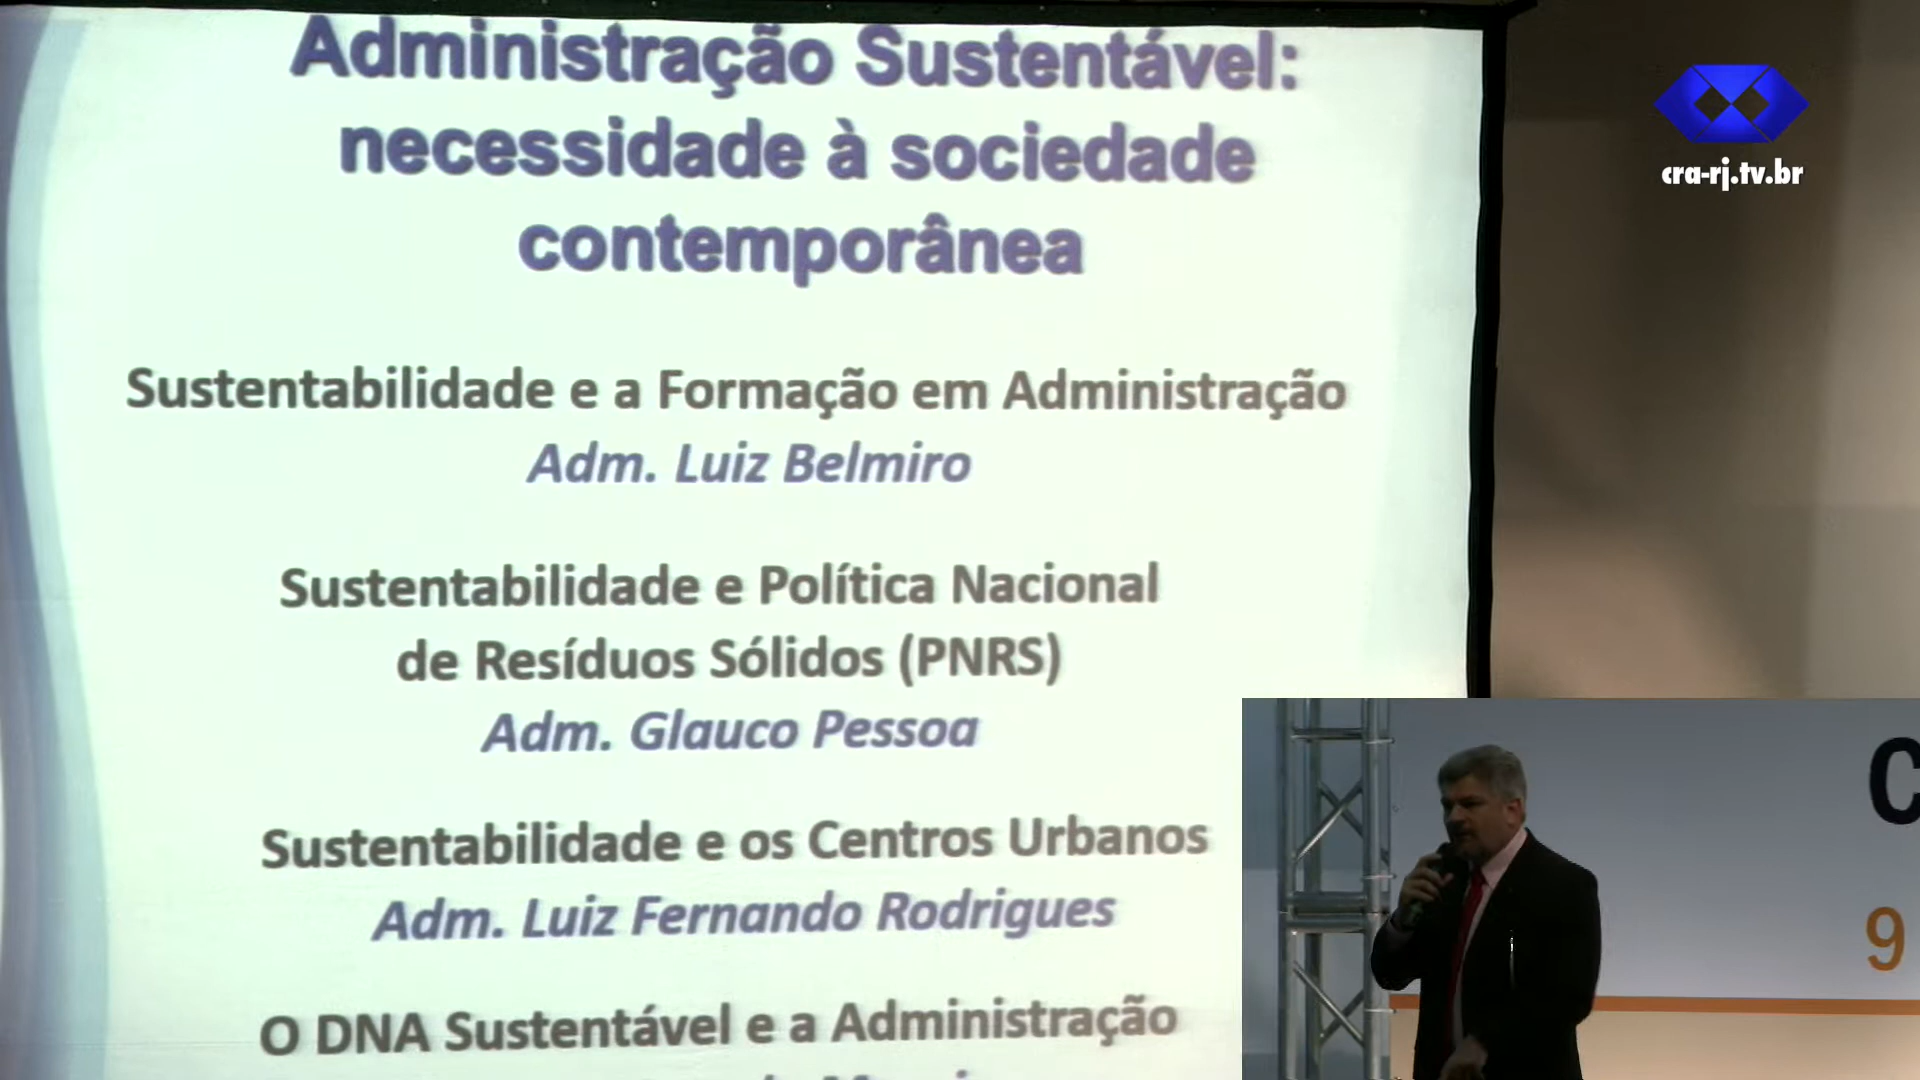 Administração Sustentável:
necessidade à sociedade
contemporânea
cra-rj.tv.br
Sustentabilidade e a Formação em Administração
Adm. Luiz Belmiro
Sustentabilidade e Política Nacional
de Resíduos Sólidos (PNRS)
Adm. Glauco Pessoa
Sustentabilidade e os Centros Urbanos
Adm. Luiz Fernando Rodrigues
O DNA Sustentável e a Administração
C
9